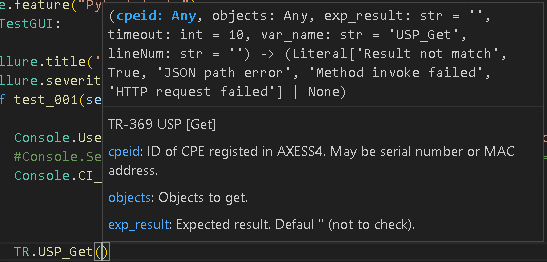 e.feature("Py
(cpeid: Any, objects: Any, exp_result: str = '',
TestGUI:
timeout: int = 10, var_name: str = 'USP_Get',
lineNum: str = '') -> (Literal['Result not match',
llure.title('
True, 'JSON path error', 'Method invoke failed',
llure.severit
'HTTP request failed'] | None)
f test_001(se
TR-369 USP [Get]
Console.Use
cpeid: ID of CPE registed in AXESS4. May be serial number or MAC
#Console.Se
address.
Console.CI_
objects: Objects to get.
exp_result: Expected result. Defaul '' (not to check).
TR.USP_Get()